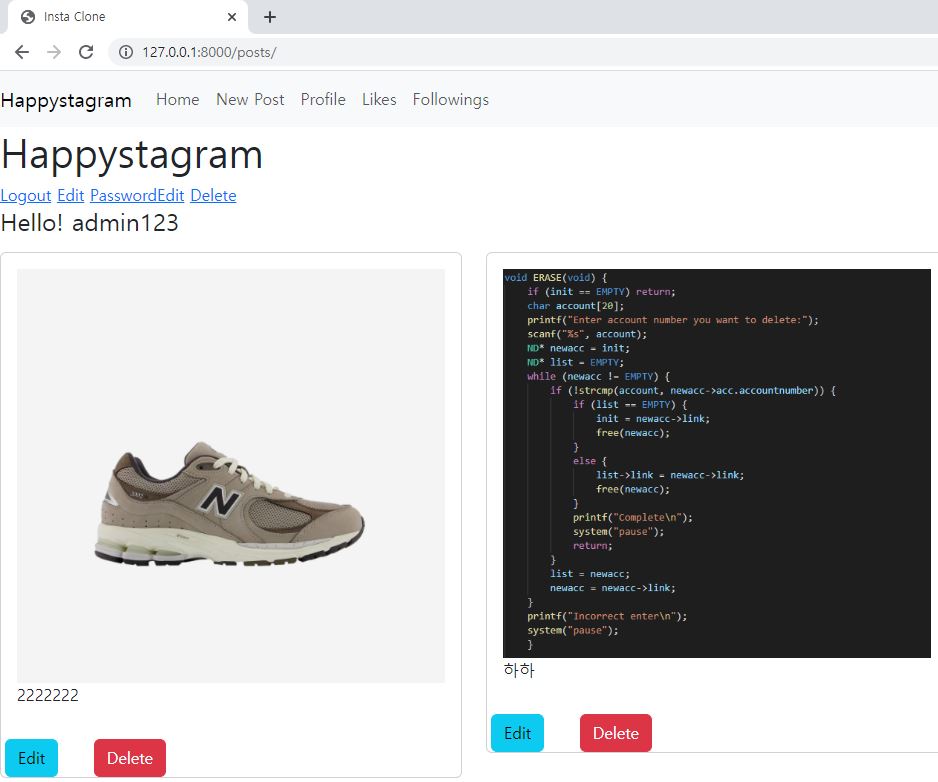 Insta Clone
127.0.0.1:8000/posts/
Happystagram Home New Post Profile Likes Followings
Happystagram
Logout Edit PasswordEdit Delete
Hello! admin123
N
2222222
Edit Delete
void ERASE(void) {
if (init == EMPTY) return;
char account[20];
printf("Enter account number you want to delete:");
scanf("%s", account);
ND* newacc = init;
ND* list = EMPTY;
while (newacc != EMPTY) {
if (!strcmp(account, newacc->acc.accountnumber)) {
if (list == EMPTY) {
init = newacc->link;
free(newacc);
}
else {
list->link = newacc->link;
free(newacc);
}
printf("Complete\n");
system("pause");
return;
}
list = newacc;
newacc = newacc->link;
}
printf("Incorrect enter\n");
system("pause");
}
하하
Edit Delete